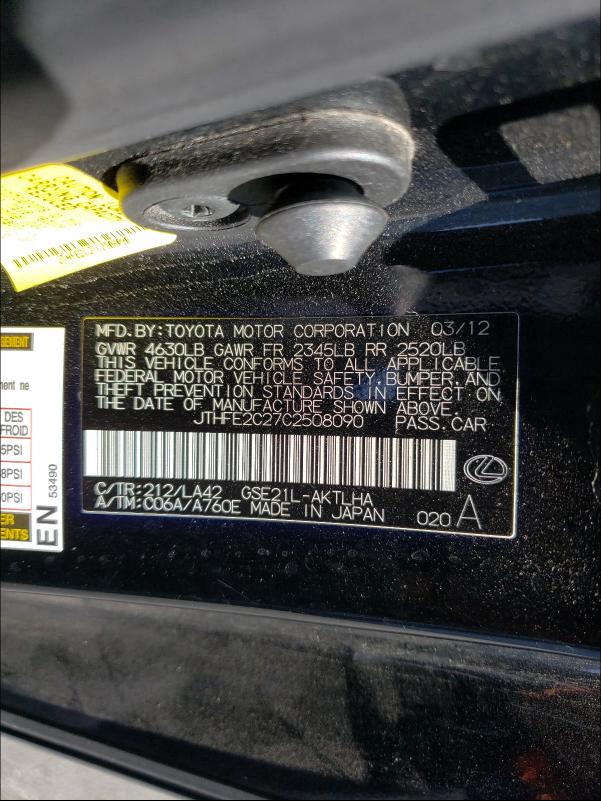 MFD. BY: TOYOTA MOTOR CORPORATION 03/12
GVWR 4630LB GAWR FR 2345LB RR 2520LB
THIS VEHICLE CONFORMS TO ALL APPLICABLE
FEDERAL MOTOR VEHICLE SAFETY, BUMPER, AND
THEFT PREVENTION STANDARDS IN EFFECT ON
THE DATE OF MANUFACTURE SHOWN ABOVE.
JTHFE2C27C2508090 PASS. CAR
C/TR: 212/LA42 GSE21L-AKTLHA
A/TM: C06A/A760E MADE IN JAPAN 020 A
DES
FROID
5PSI
8PSI
0PSI
EN 53490